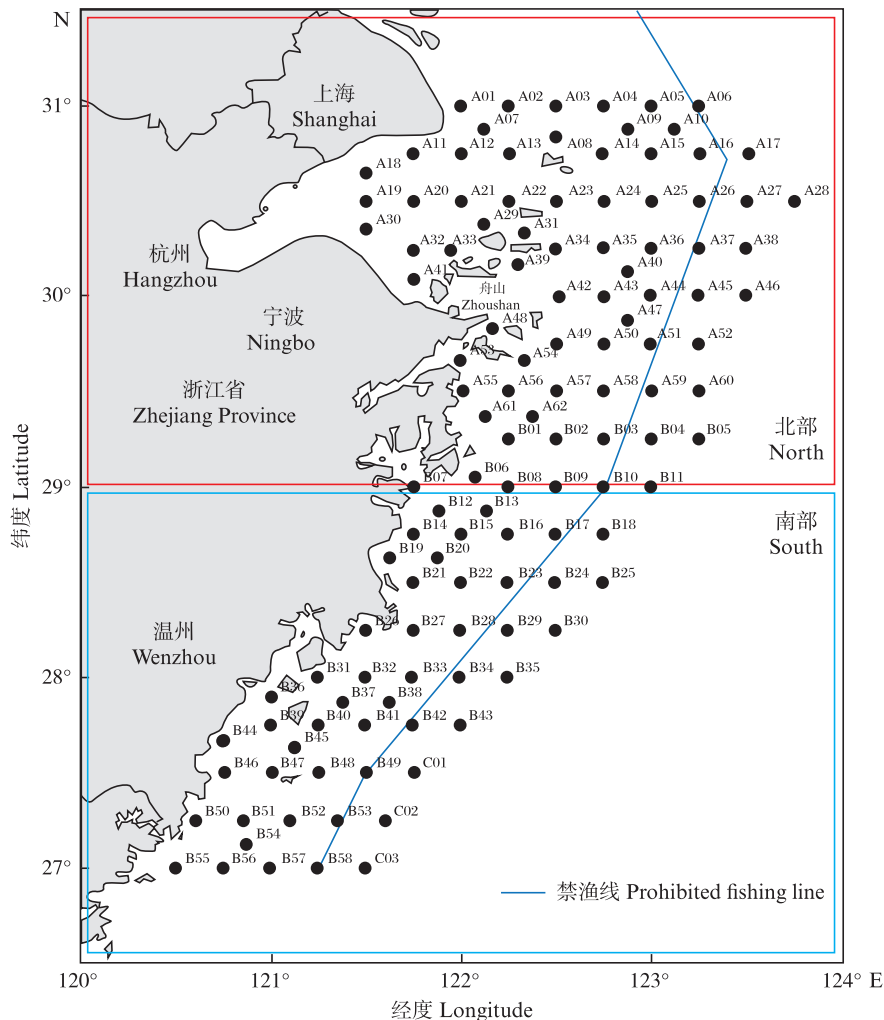 N
上海
Shanghai
A01 A02 A03 A04 A05 A06
A07 A09 A10
A11 A12 A13 A08 A14 A15 A16 A17
A18
A19 A20 A21 A22 A23 A24 A25 A26 A27 A28
A30 A29 A31
A32 A33 A34 A35 A36 A37 A38
A39 A40
A41 A42 A43 A44 A45 A46
A47
A48
A49 A50 A51 A52
A53 A54
A55 A56 A57 A58 A59 A60
A61 A62
B01 B02 B03 B04 B05
B06
B07 B08 B09 B10 B11
B12 B13
B14 B15 B16 B17 B18
B19 B20
B21 B22 B23 B24 B25
B26 B27 B28 B29 B30
B31 B32 B33 B34 B35
B36 B37 B38
B39 B40 B41 B42 B43
B44 B45
B46 B47 B48 B49 C01
B50 B51 B52 B53 C02
B54
B55 B56 B57 B58 C03
杭州
Hangzhou
舟山
Zhoushan
宁波
Ningbo
浙江省
Zhejiang Province
北部
North
南部
South
温州
Wenzhou
禁渔线 Prohibited fishing line
31°
30°
29°
28°
27°
纬度 Latitude
120° 121° 122° 123° 124° E
经度 Longitude